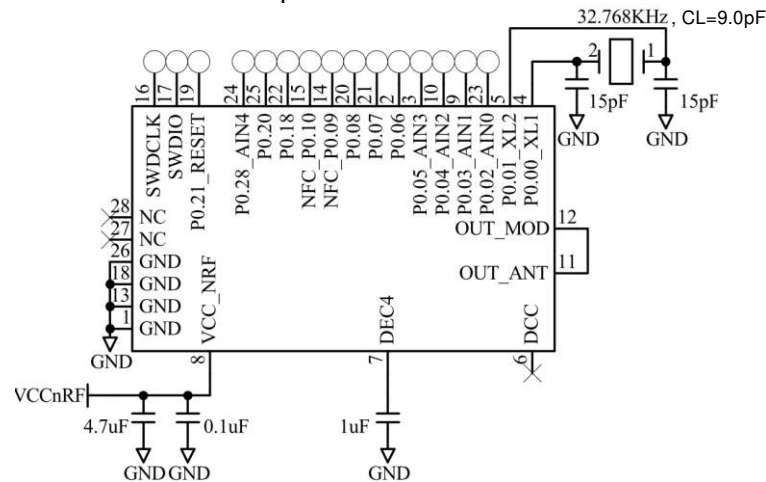 32.768KHz, CL=9.0pF
2
1
15pF
15pF
GND
GND
16
17
19
24
25
22
15
14
20
21
2
3
10
9
23
5
4
SWDCLK
SWDIO
P0.21_RESET
P0.28_AIN4
P0.20
P0.18
NFC_P0.10
NFC_P0.09
P0.08
P0.07
P0.06
P0.05_AIN3
P0.04_AIN2
P0.03_AIN1
P0.02_AIN0
P0.01_XL2
P0.00_XL1
28
NC
27
NC
26
GND
18
GND
13
GND
1
GND
GND
OUT_MOD
12
OUT_ANT
11
VCC_NRF
DEC4
DCC
8
7
6
VCCnRF
4.7uF
0.1uF
1uF
GND
GND
GND